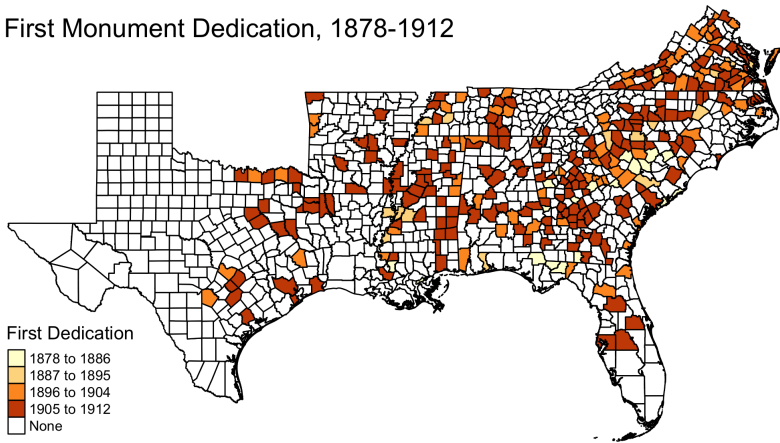 First Monument Dedication, 1878-1912
First Dedication
1878 to 1886
1887 to 1895
1896 to 1904
1905 to 1912
None